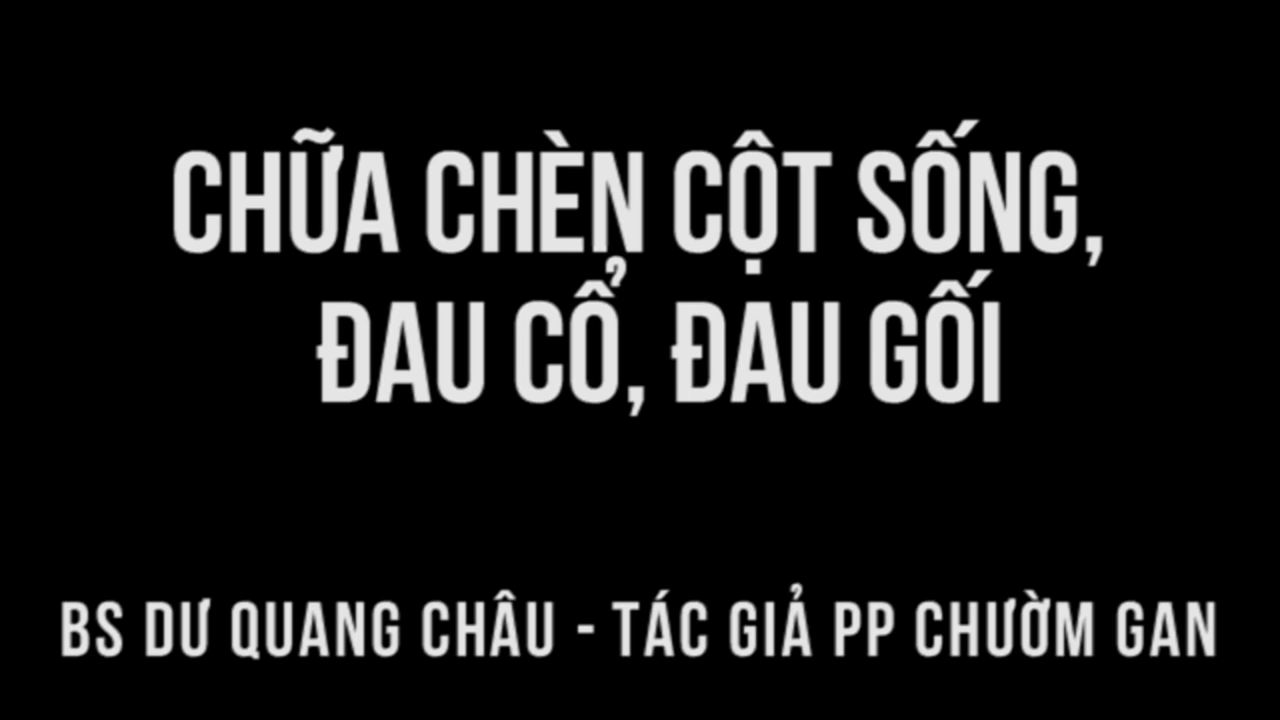 CHỮA CHÈN CỘT SỐNG,
ĐAU CỔ, ĐAU GỐI
BS DƯ QUANG CHÂU - TÁC GIẢ PP CHƯỜM GAN